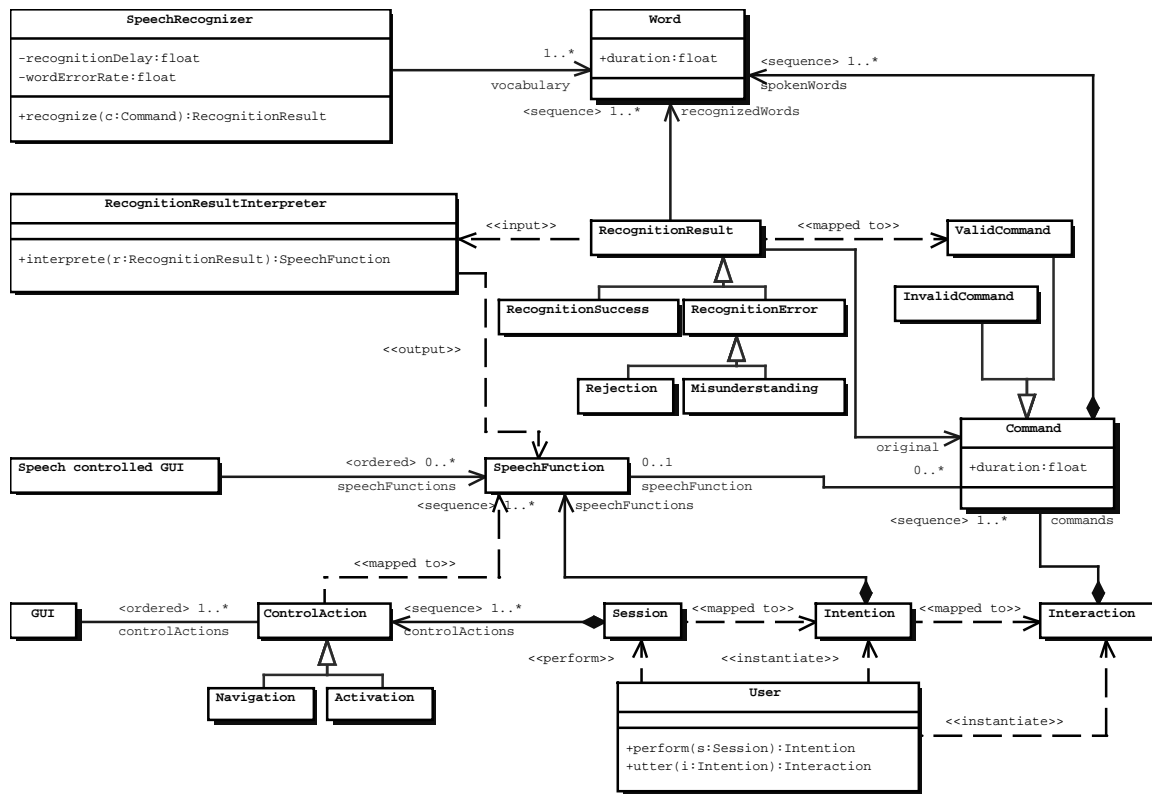 SpeechRecognizer
-recognitionDelay:float
-wordErrorRate:float
+recognize(c:Command):RecognitionResult
1..*
vocabulary
Word
+duration:float
<sequence> 1..*
spokenWords
<sequence> 1..*
recognizedWords
RecognitionResultInterpreter
+interprete(r:RecognitionResult):SpeechFunction
<<input>>
RecognitionResult
<<mapped to>>
ValidCommand
InvalidCommand
RecognitionSuccess
RecognitionError
<<output>>
Rejection
Misunderstanding
original
Command
+duration:float
0..*
Speech controlled GUI
<ordered> 0..*
speechFunctions
SpeechFunction
0..1
speechFunction
<sequence> 1..*
speechFunctions
<sequence> 1..*
commands
<<mapped to>>
GUI
<ordered> 1..*
controlActions
ControlAction
<sequence> 1..*
controlActions
Session
<<mapped to>>
Intention
<<mapped to>>
Interaction
<<perform>>
<<instantiate>>
Navigation
Activation
User
+perform(s:Session):Intention
+utter(i:Intention):Interaction
<<instantiate>>